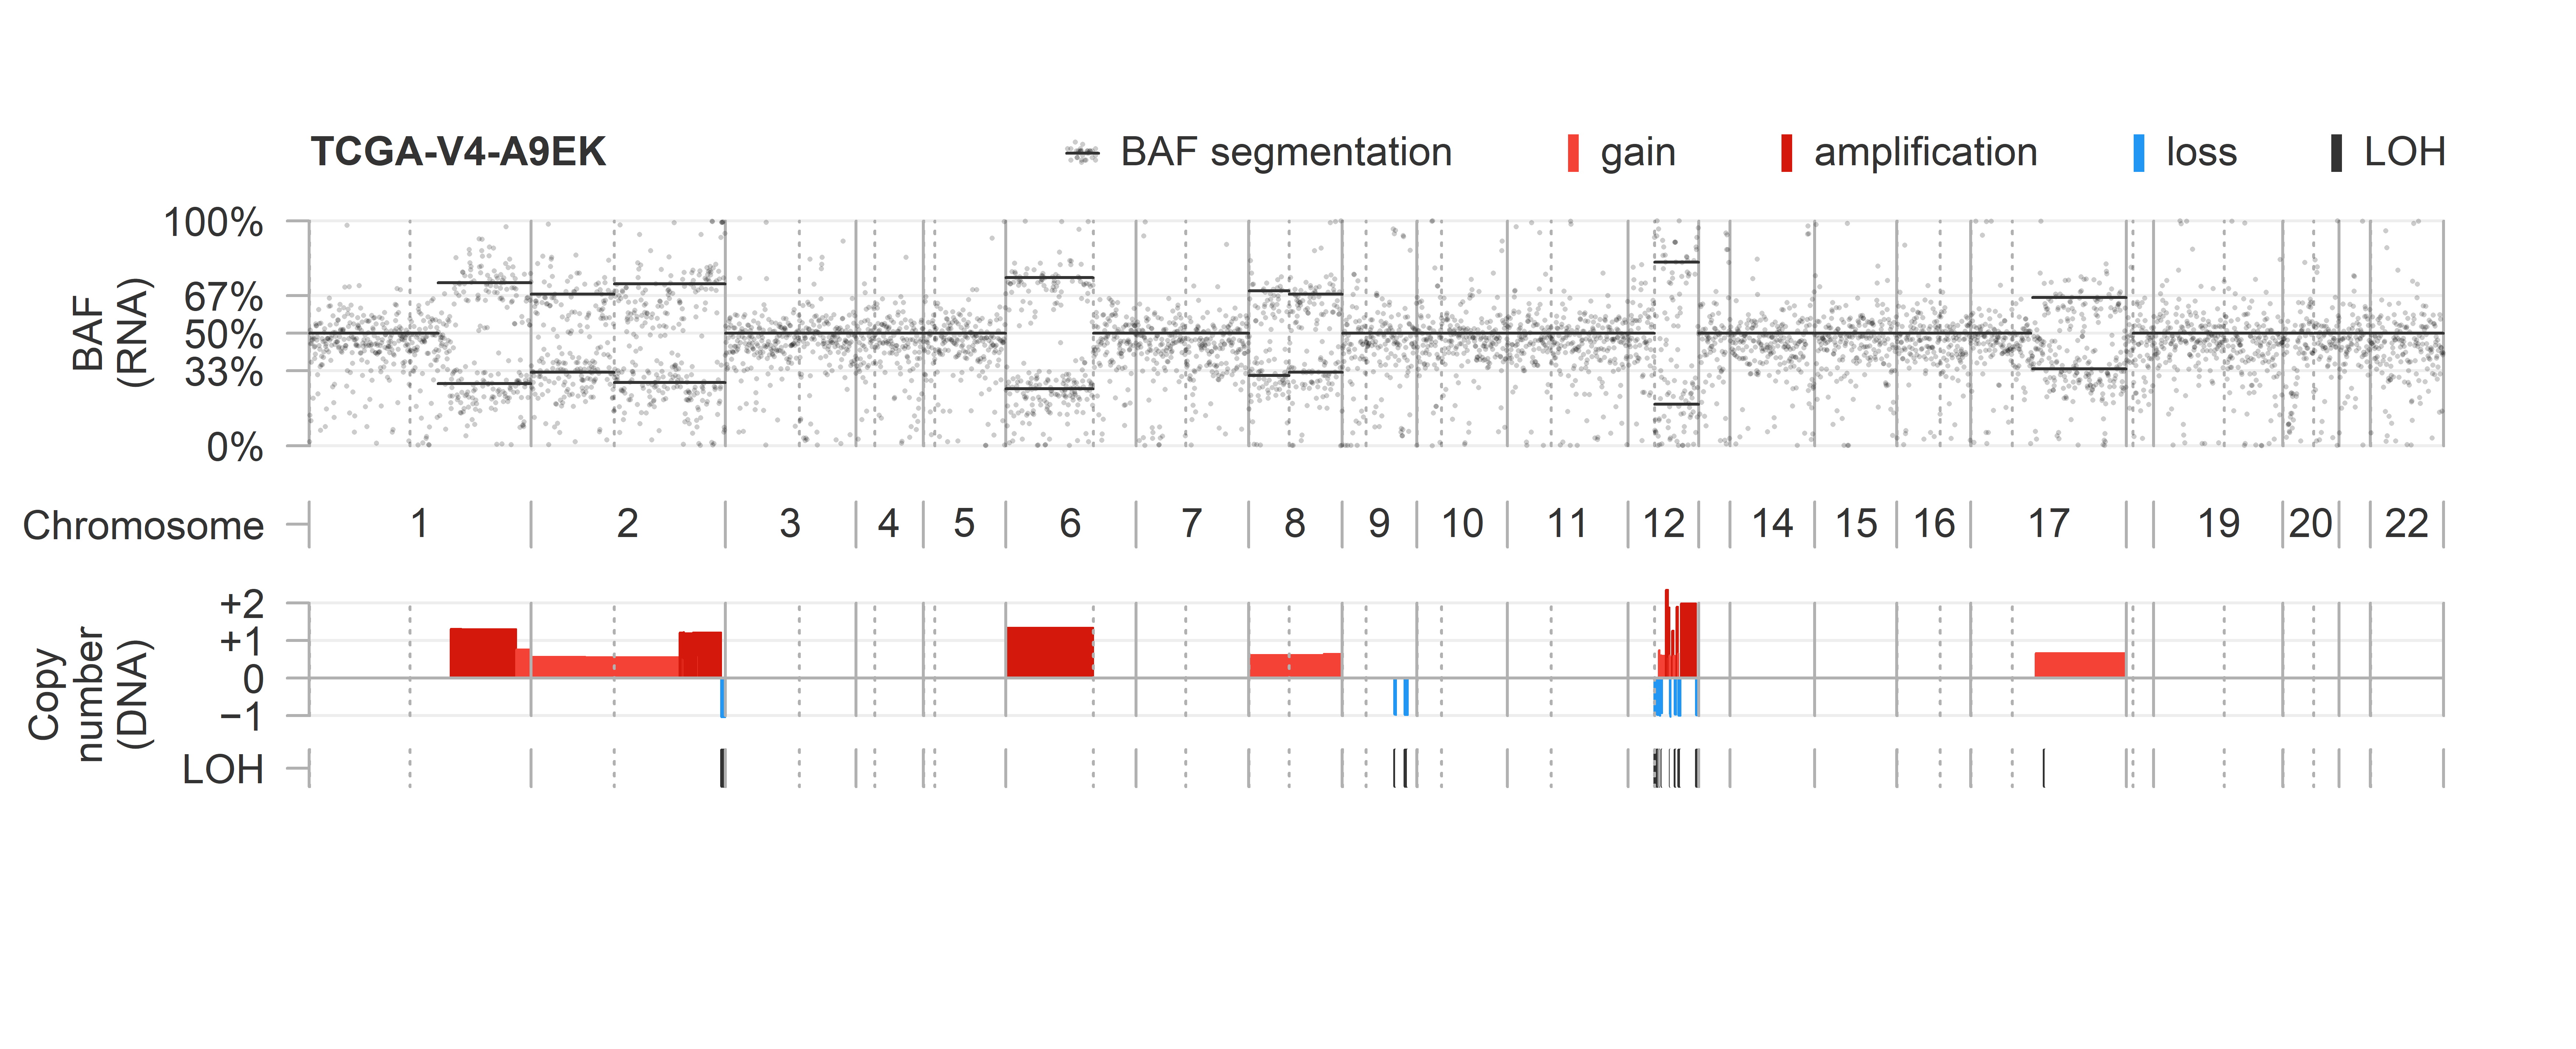 TCGA-V4-A9EK
BAF segmentation
gain
amplification
loss
LOH
BAF
(RNA)
100%
67%
50%
33%
0%
Chromosome
1 2 3 4 5 6 7 8 9 10 11 12 14 15 16 17 19 20 22
Copy
number
(DNA)
+2
+1
0
−1
LOH